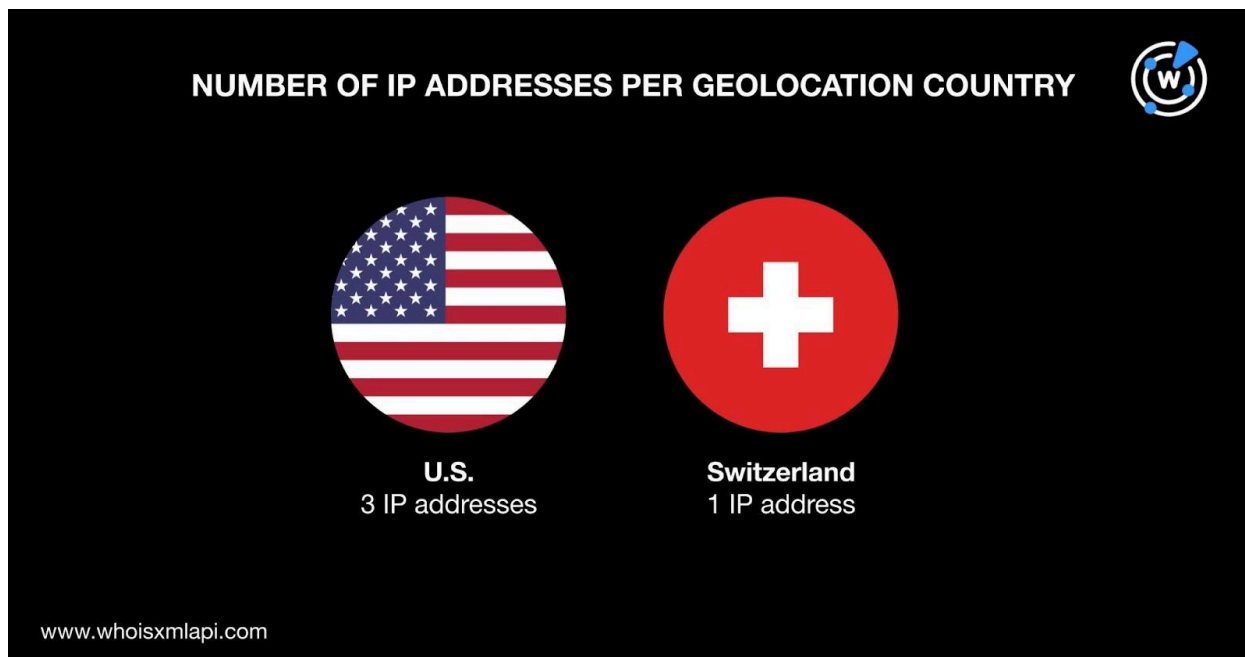 NUMBER OF IP ADDRESSES PER GEOLOCATION COUNTRY
W
U.S.
3 IP addresses
Switzerland
1 IP address
www.whoisxmlapi.com